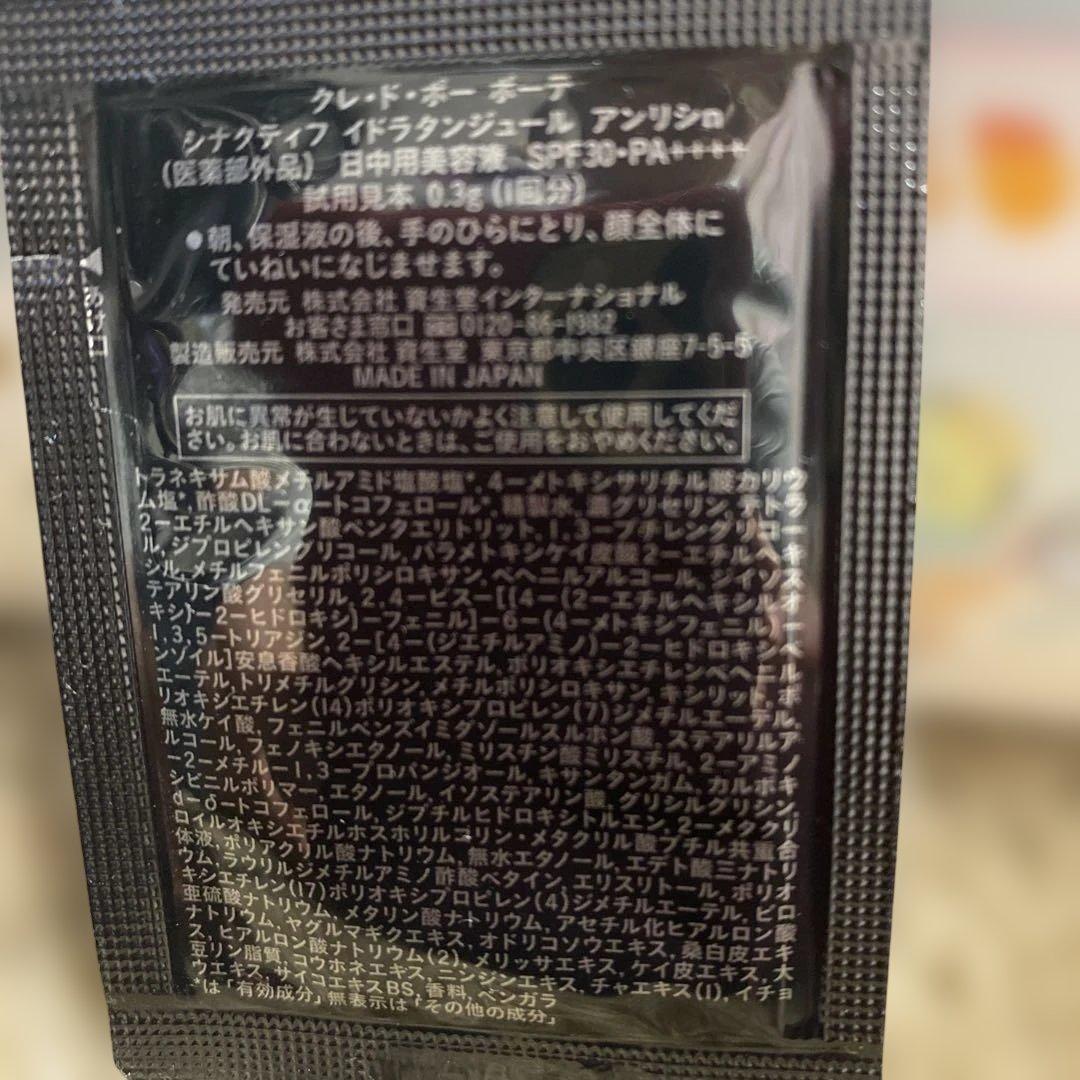 クレ・ド・ポー ボーテ
シナクティフ イドラタンジュール アンリシn
(医薬部外品) 日中用美容液 SPF30・PA++++
試用見本 0.3g (1回分)
●朝、保湿液の後、手のひらにとり、顔全体に
ていねいになじませます。
発売元 株式会社 資生堂インターナショナル
お客さま窓口 0120-86-1982
製造販売元 株式会社 資生堂 東京都中央区銀座7-5-5
MADE IN JAPAN
あけ口
お肌に異常が生じていないかよく注意して使用してくだ
さい。お肌に合わないときは、ご使用をおやめください。
トラネキサム酸メチルアミド塩酸塩*, 4-メトキシサリチル酸カリウ
ム塩*, 酢酸DL-α-トコフェロール*, 精製水, 濃グリセリン, テトラ
2-エチルヘキサン酸ペンタエリトリット, 1,3-ブチレングリコー
ル, ジプロピレングリコール, パラメトキシケイ皮酸2-エチルヘキ
シル, メチルフェニルポリシロキサン, ベヘニルアルコール, ジイソス
テアリン酸グリセリル, 2,4-ビス-[{4-(2-エチルヘキシルオ
キシ)-2-ヒドロキシ}-フェニル]-6-(4-メトキシフェニル)-
1,3,5-トリアジン, 2-[4-(ジエチルアミノ)-2-ヒドロキシベ
ンゾイル]安息香酸ヘキシルエステル, ポリオキシエチレンベヘニル
エーテル, トリメチルグリシン, メチルポリシロキサン, キシリット, ポ
リオキシエチレン(14)ポリオキシプロピレン(7)ジメチルエーテル,
無水ケイ酸, フェニルベンズイミダゾールスルホン酸, ステアリルア
ルコール, フェノキシエタノール, ミリスチン酸ミリスチル, 2-アミノ
-2-メチル-1,3-プロパンジオール, キサンタンガム, カルボキ
シビニルポリマー, エタノール, イソステアリン酸, グリシルグリシン,
d-δ-トコフェロール, ジブチルヒドロキシトルエン, 2-メタクリ
ロイルオキシエチルホスホリルコリン・メタクリル酸ブチル共重合
体液, ポリアクリル酸ナトリウム, 無水エタノール, エデト酸三ナトリ
ウム, ラウリルジメチルアミノ酢酸ベタイン, エリスリトール, ポリオ
キシエチレン(17)ポリオキシプロピレン(4)ジメチルエーテル, ピロ
亜硫酸ナトリウム, メタリン酸ナトリウム, アセチル化ヒアルロン酸
ナトリウム, ヤグルマギクエキス, オドリコソウエキス, 桑白皮エキ
ス, ヒアルロン酸ナトリウム(2), メリッサエキス, ケイ皮エキス, 大
豆リン脂質, コウホネエキス, ニンジンエキス, チャエキス(1), イチョ
ウエキス, サイコエキスBS, 香料, ベンガラ
*は「有効成分」無表示は「その他の成分」